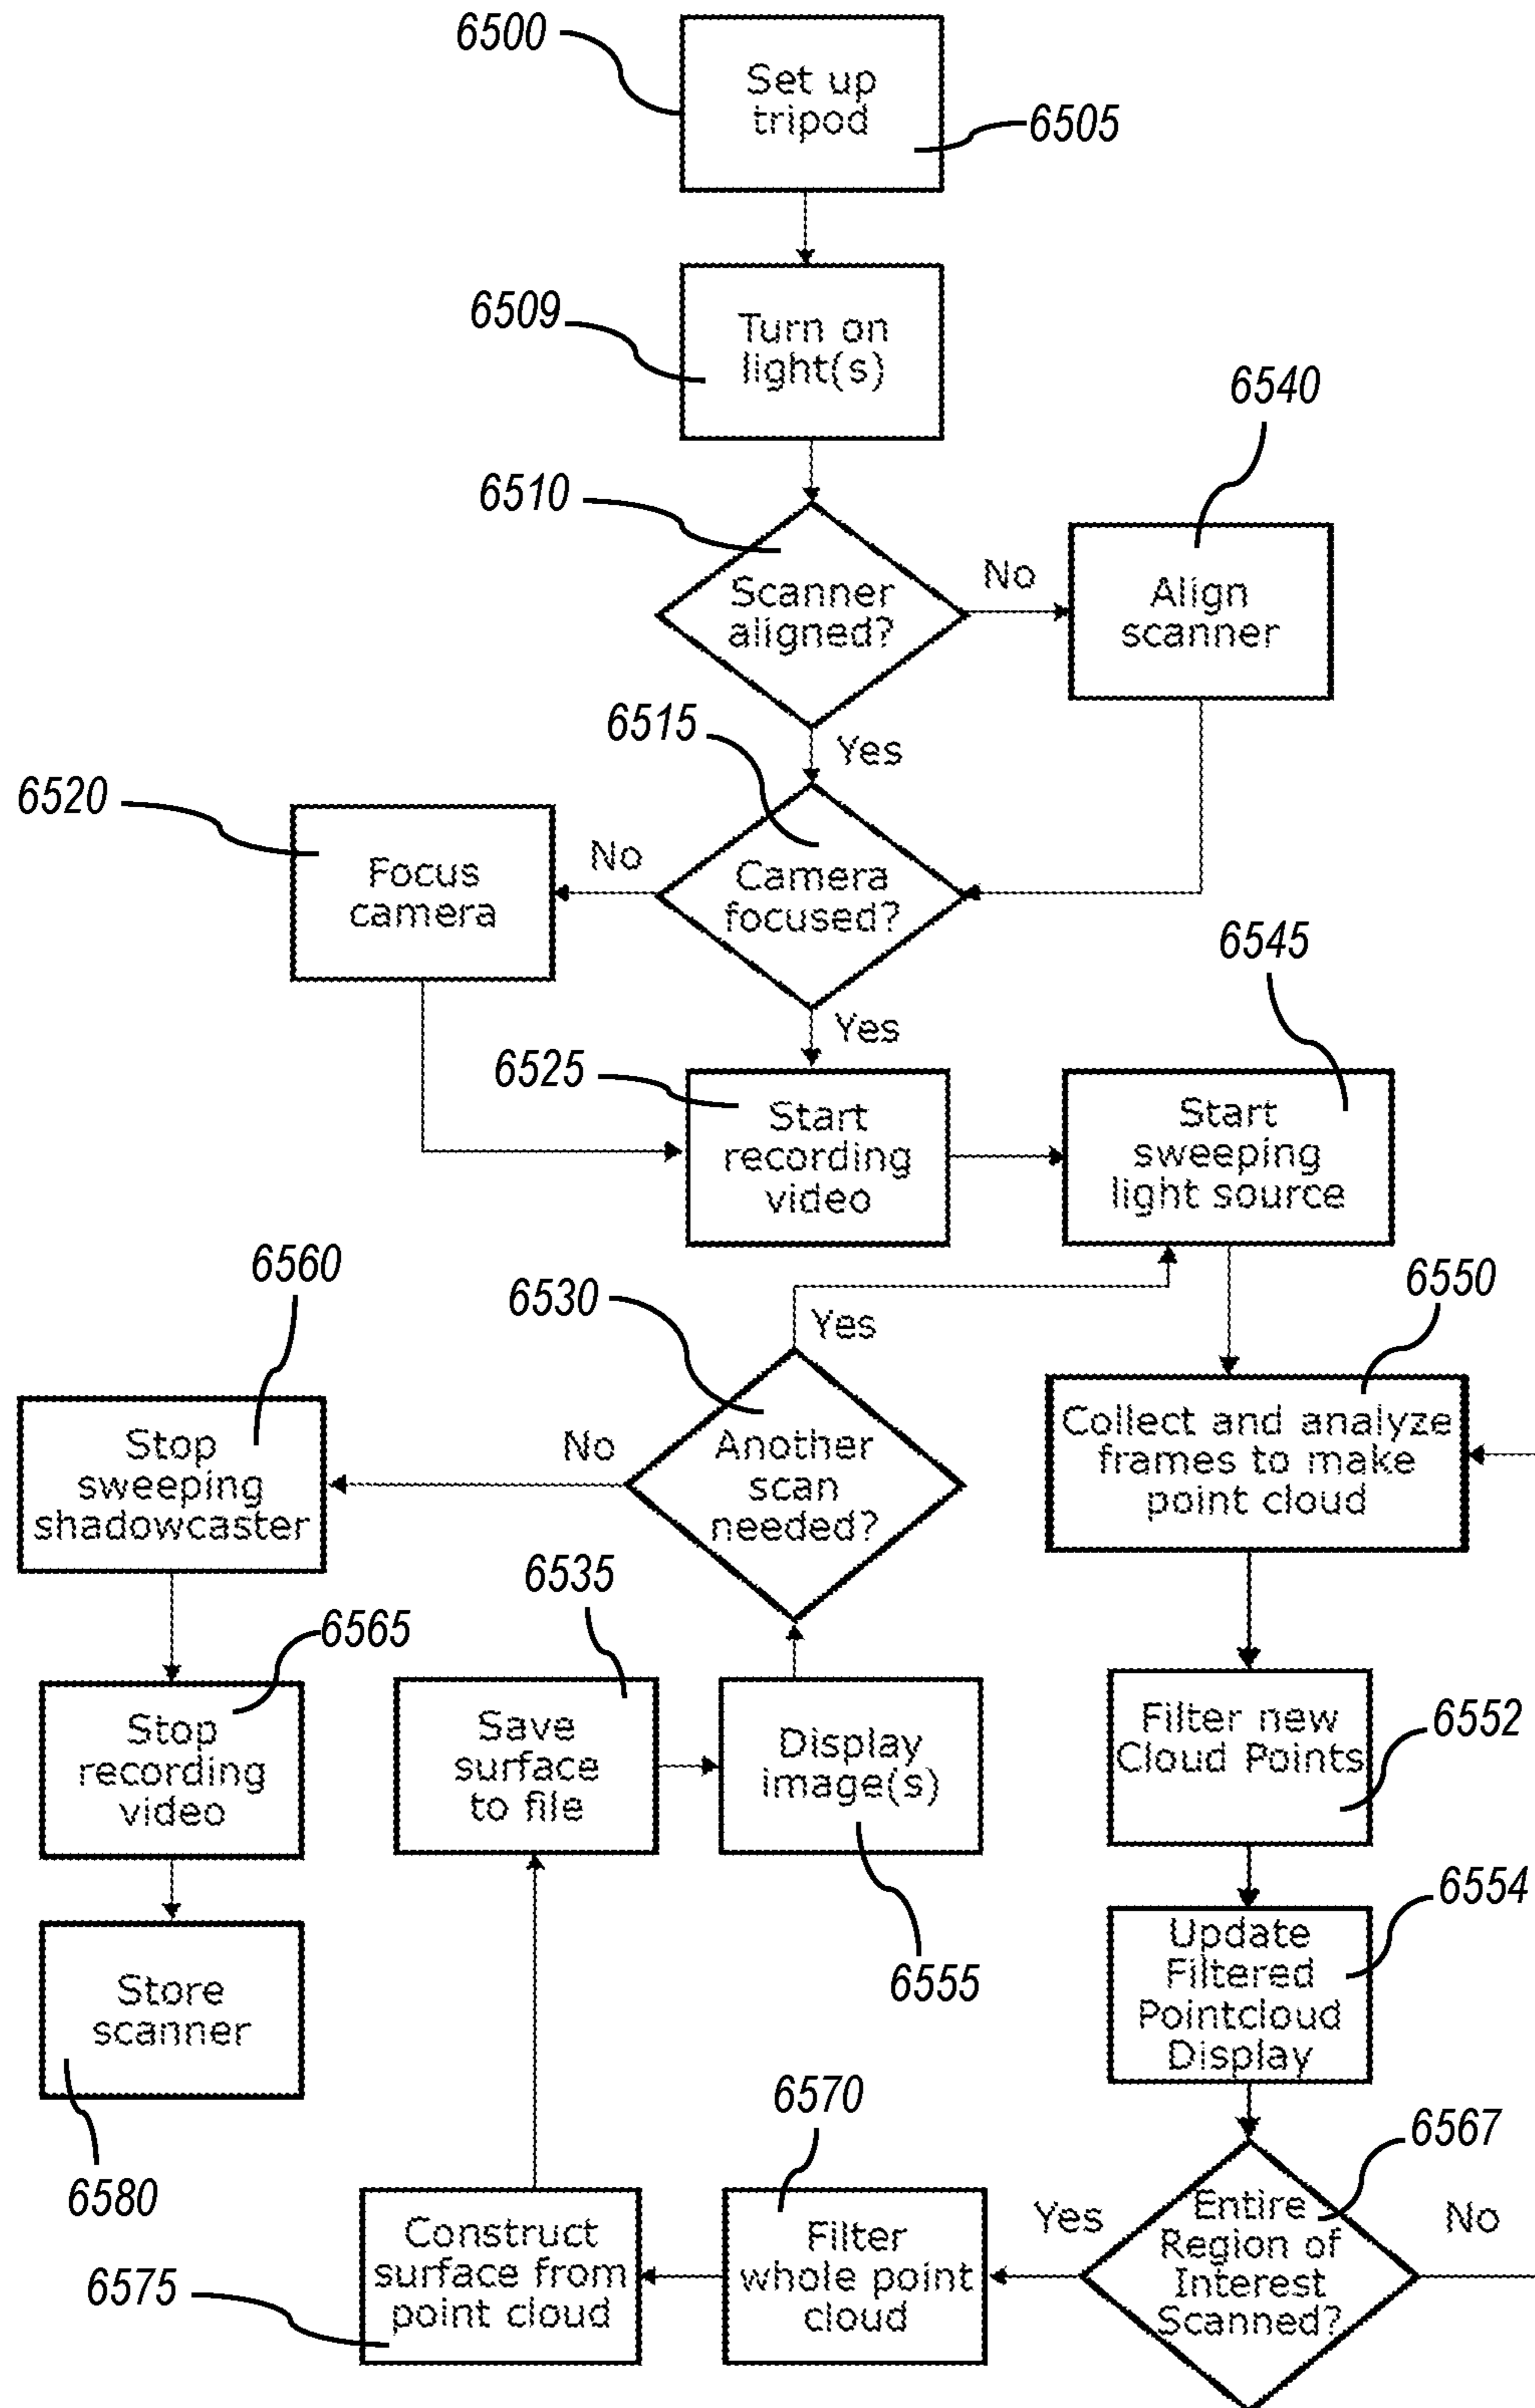 6500
Set up
tripod
6505
6509
Turn on
light(s)
6540
6510
Scanner
aligned?
No
Align
scanner
6515
Yes
6520
Focus
camera
No
Camera
focused?
6545
Yes
6525
Start
recording
video
Start
sweeping
light source
6560
6530
Yes
6550
Stop
sweeping
shadowcaster
No
Another
scan
needed?
Collect and analyze
frames to make
point cloud
6535
6565
Stop
recording
video
Save
surface
to file
Display
image(s)
Filter new
Cloud Points
6552
6554
Store
scanner
6555
Update
Filtered
Pointcloud
Display
6580
6570
6567
Construct
surface from
point cloud
6575
Filter
whole point
cloud
Yes
Entire
Region of
Interest
Scanned?
No